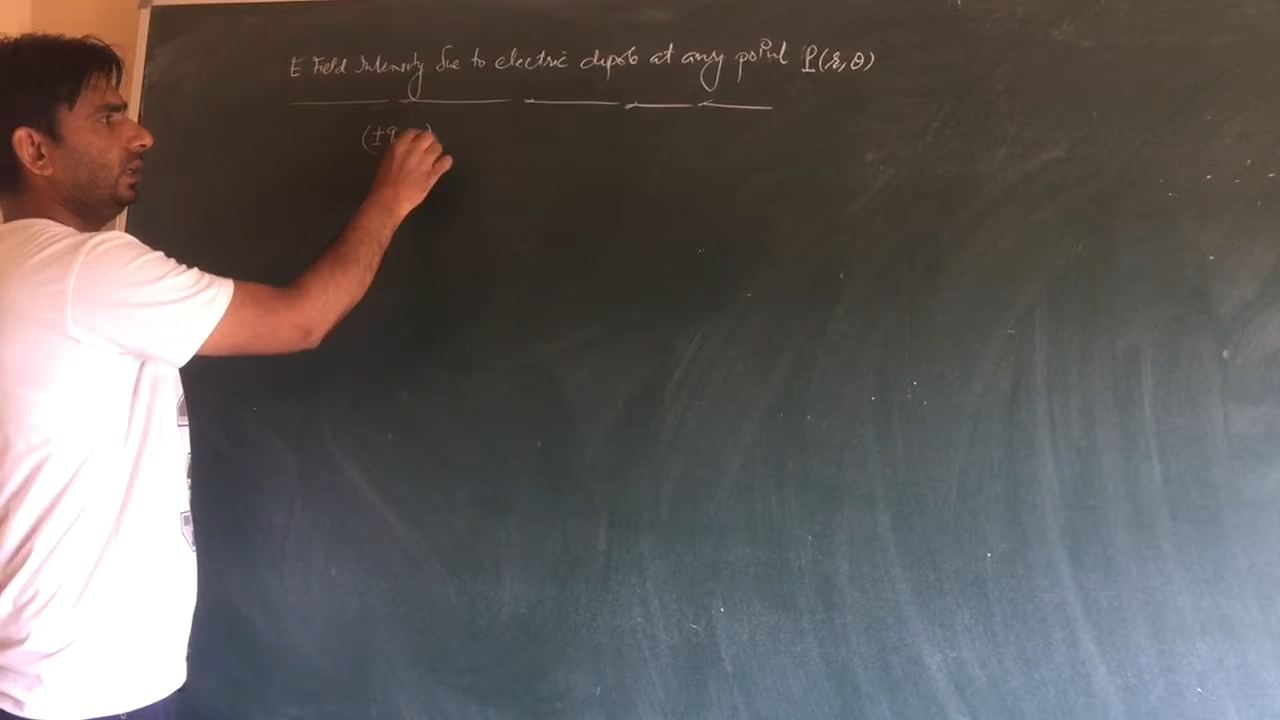 E Field Intensity due to electric dipole at any point P(r,θ)
(±q